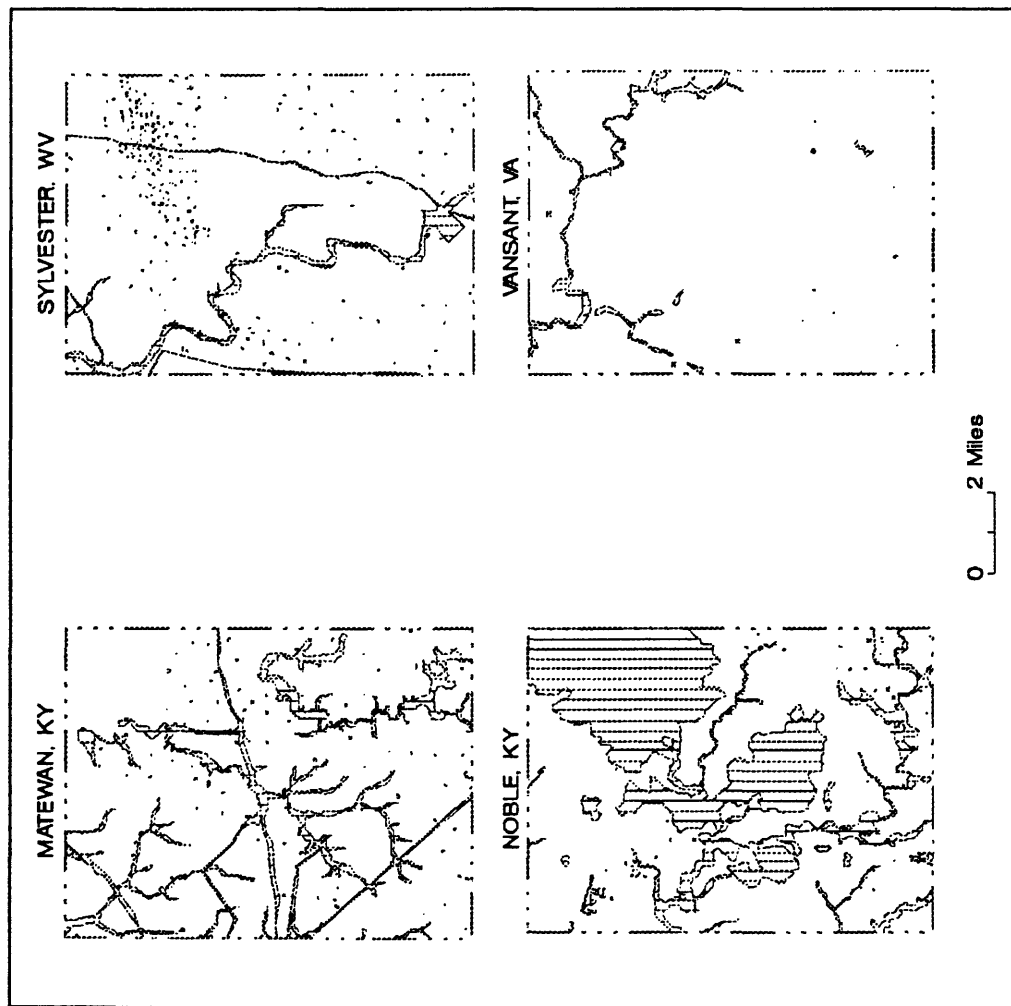 MATEWAN, KY
SYLVESTER, WV
NOBLE, KY
VANSANT, VA
0 2 Miles